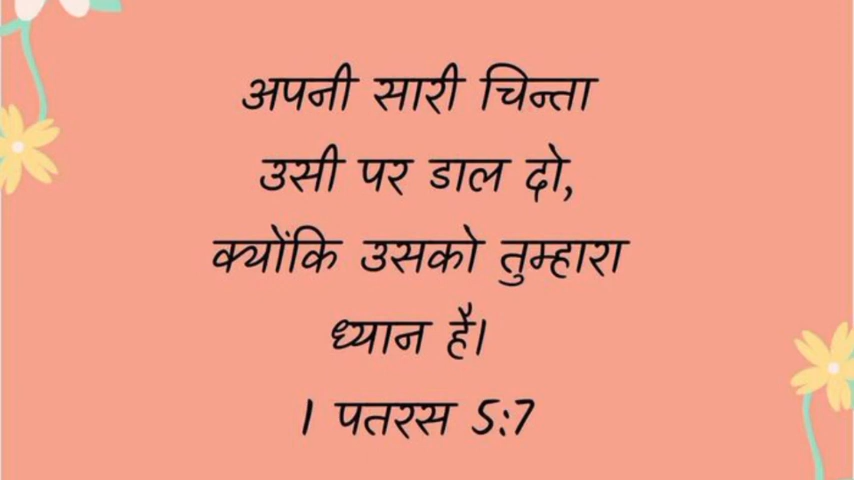 अपनी सारी चिन्ता
उसी पर डाल दो,
क्योंकि उसको तुम्हारा
ध्यान है।
1 पतरस 5:7